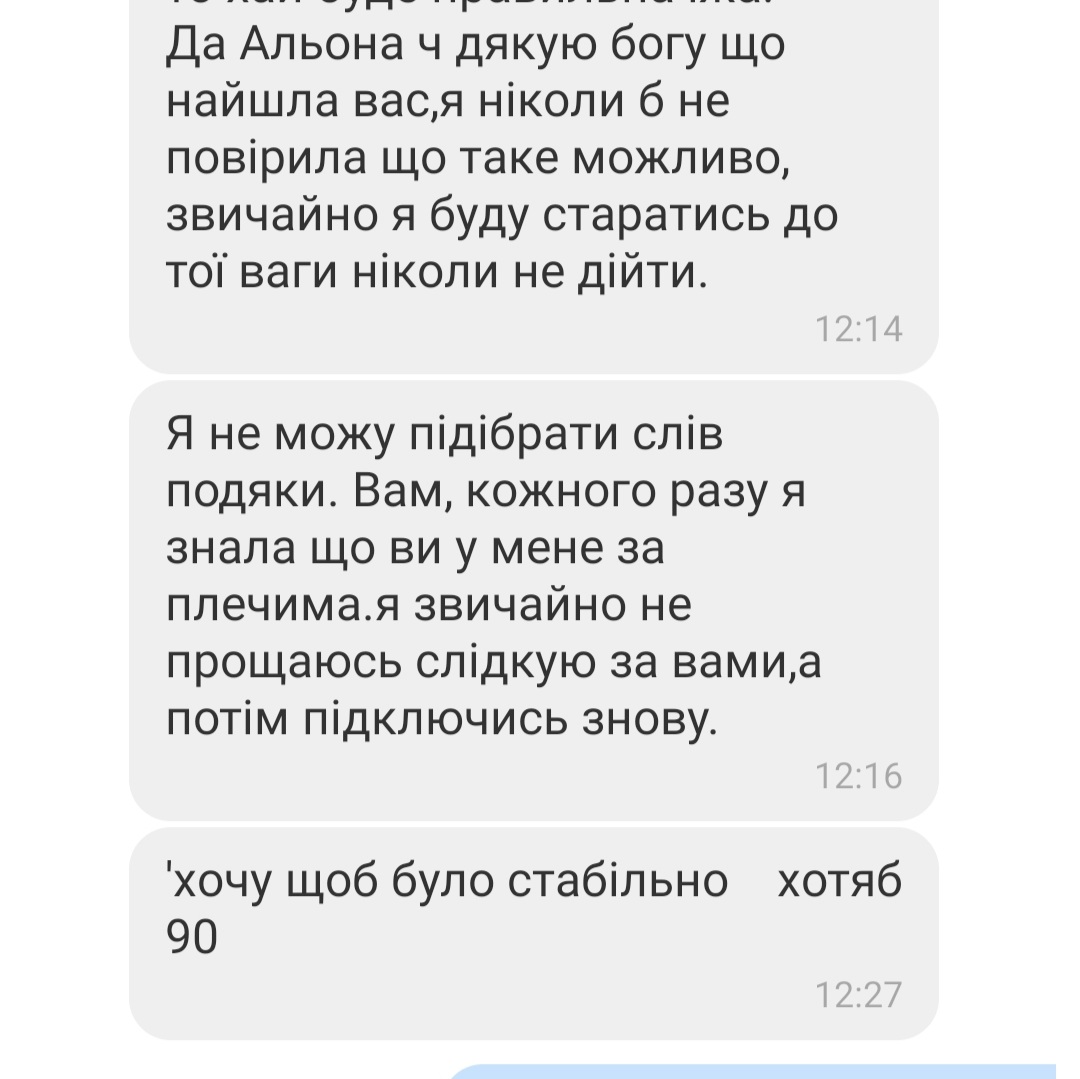 Да Альона ч дякую богу що
найшла вас,я ніколи б не
повірила що таке можливо,
звичайно я буду старатись до
тої ваги ніколи не дійти.
12:14
Я не можу підібрати слів
подяки. Вам, кожного разу я
знала що ви у мене за
плечима.я звичайно не
прощаюсь слідкую за вами,а
потім підключись знову.
12:16
'хочу щоб було стабільно хотяб
90
12:27